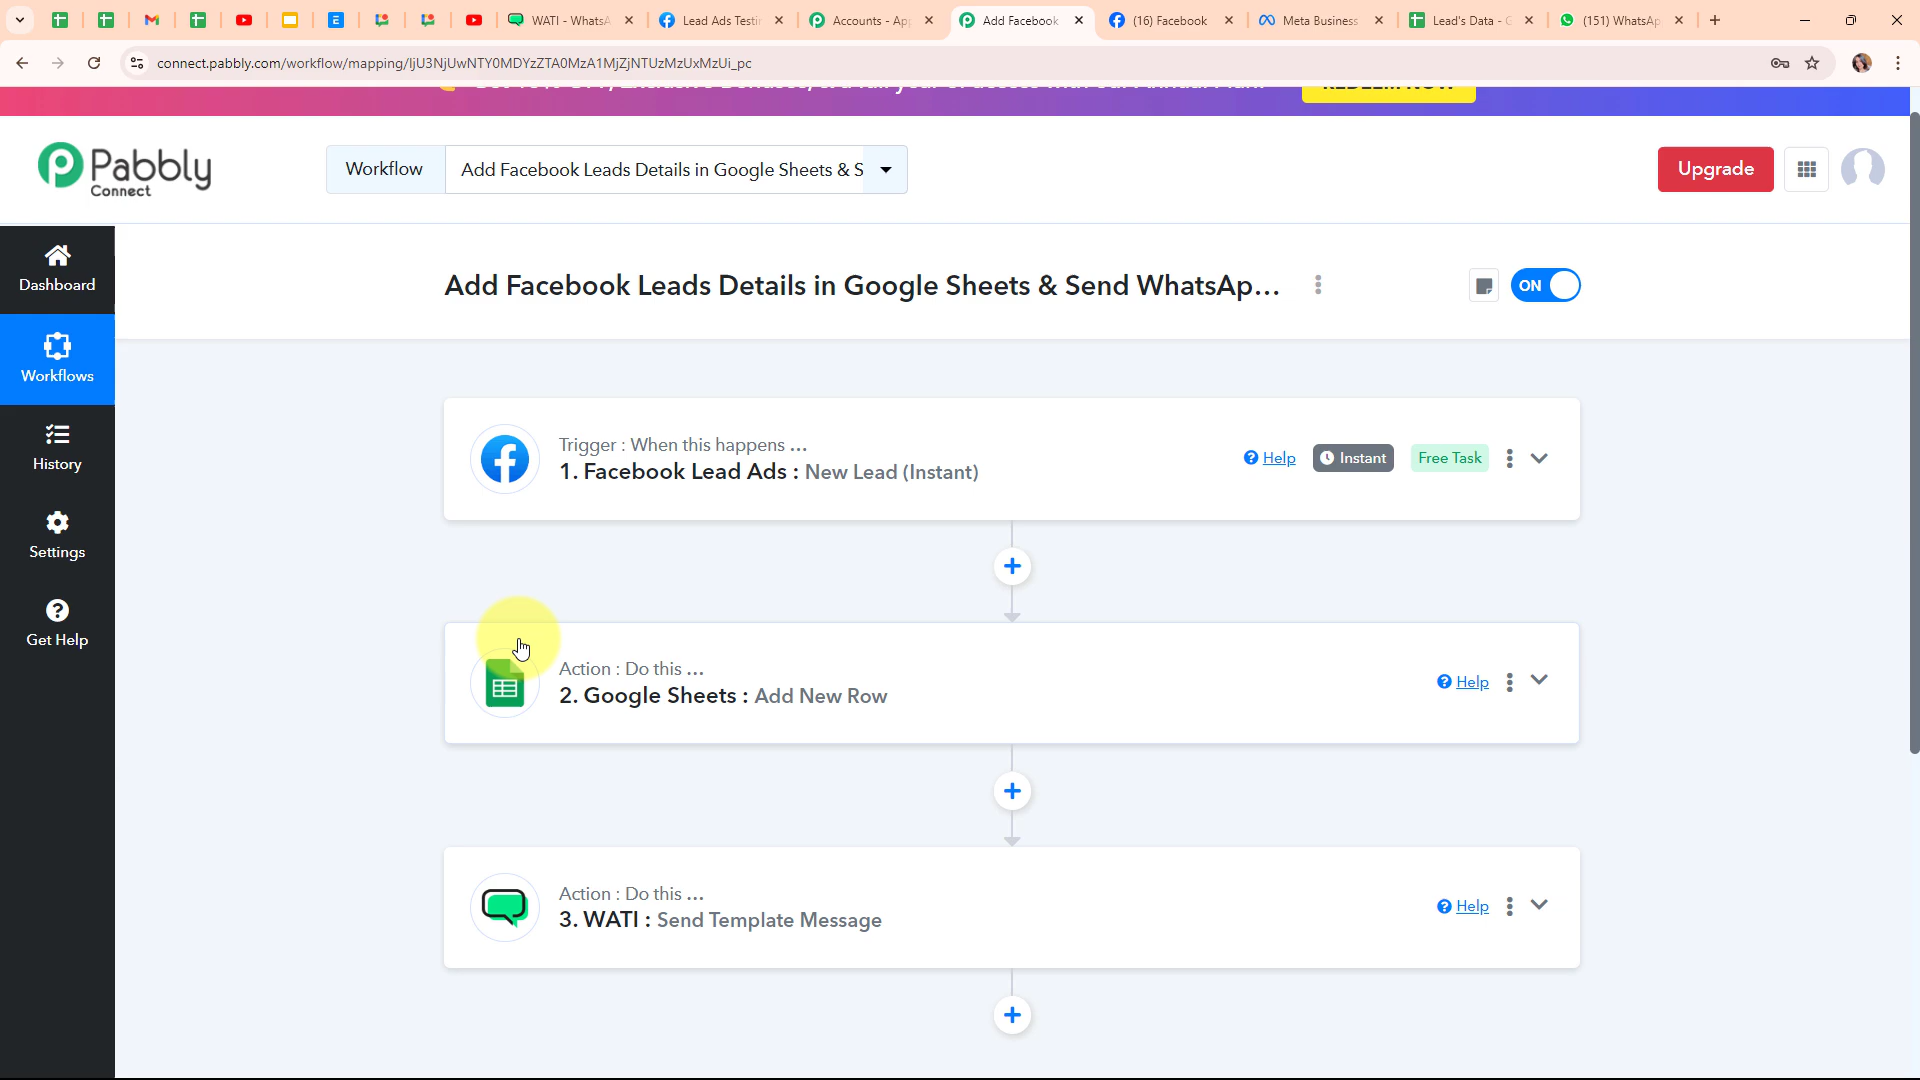 WATI - WhatsA
Lead Ads Testin
Accounts - Ap
Add Facebook
(16) Facebook
Meta Business
Lead's Data - G
(151) WhatsAp
connect.pabbly.com/workflow/mapping/IjU3NjUwNTY0MDYzZTA0MzA1MjZjNTUzMzUxMzUi_pc
REDEEM NOW
Pabbly
Connect
Workflow
Add Facebook Leads Details in Google Sheets & S
Upgrade
Dashboard
Workflows
History
Settings
Get Help
Add Facebook Leads Details in Google Sheets & Send WhatsAp...
ON
Trigger : When this happens ...
1. Facebook Lead Ads : New Lead (Instant)
Help
Instant
Free Task
Action : Do this ...
2. Google Sheets : Add New Row
Help
Action : Do this ...
3. WATI : Send Template Message
Help